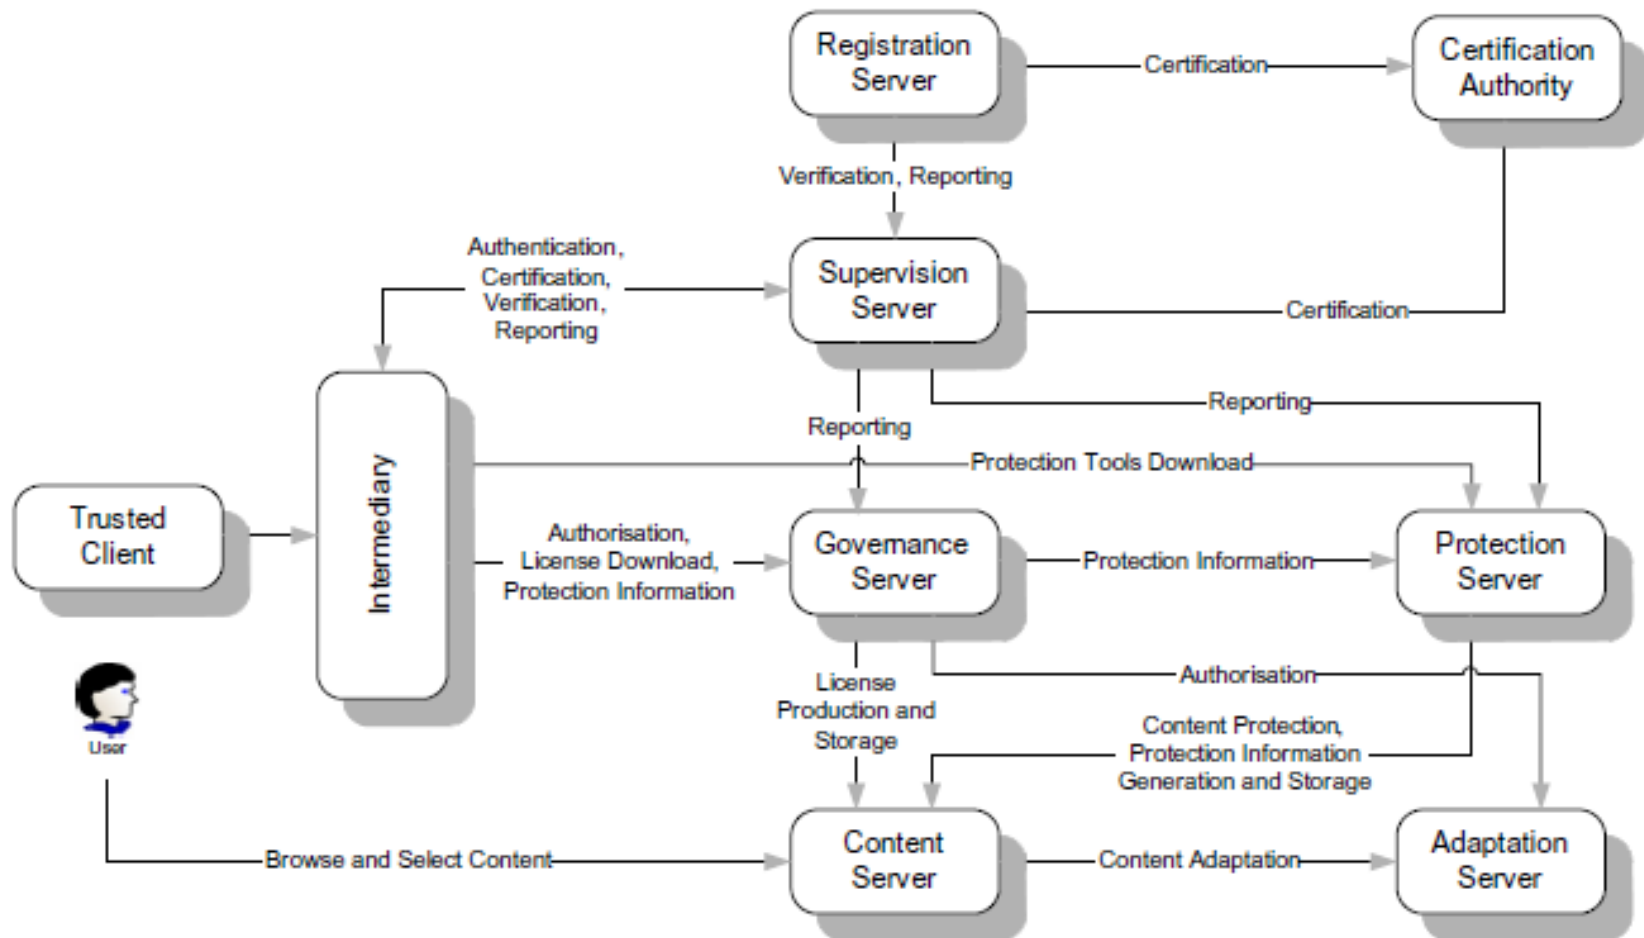 Registration
Server
Certification
Certification
Authority
Verification, Reporting
Authentication,
Certification,
Verification,
Reporting
Supervision
Server
Certification
Reporting
Reporting
Protection Tools Download
Intermediary
Trusted
Client
Authorisation,
License Download,
Protection Information
Governance
Server
Protection Information
Protection
Server
User
License
Production and
Storage
Authorisation
Content Protection,
Protection Information
Generation and Storage
Browse and Select Content
Content
Server
Content Adaptation
Adaptation
Server